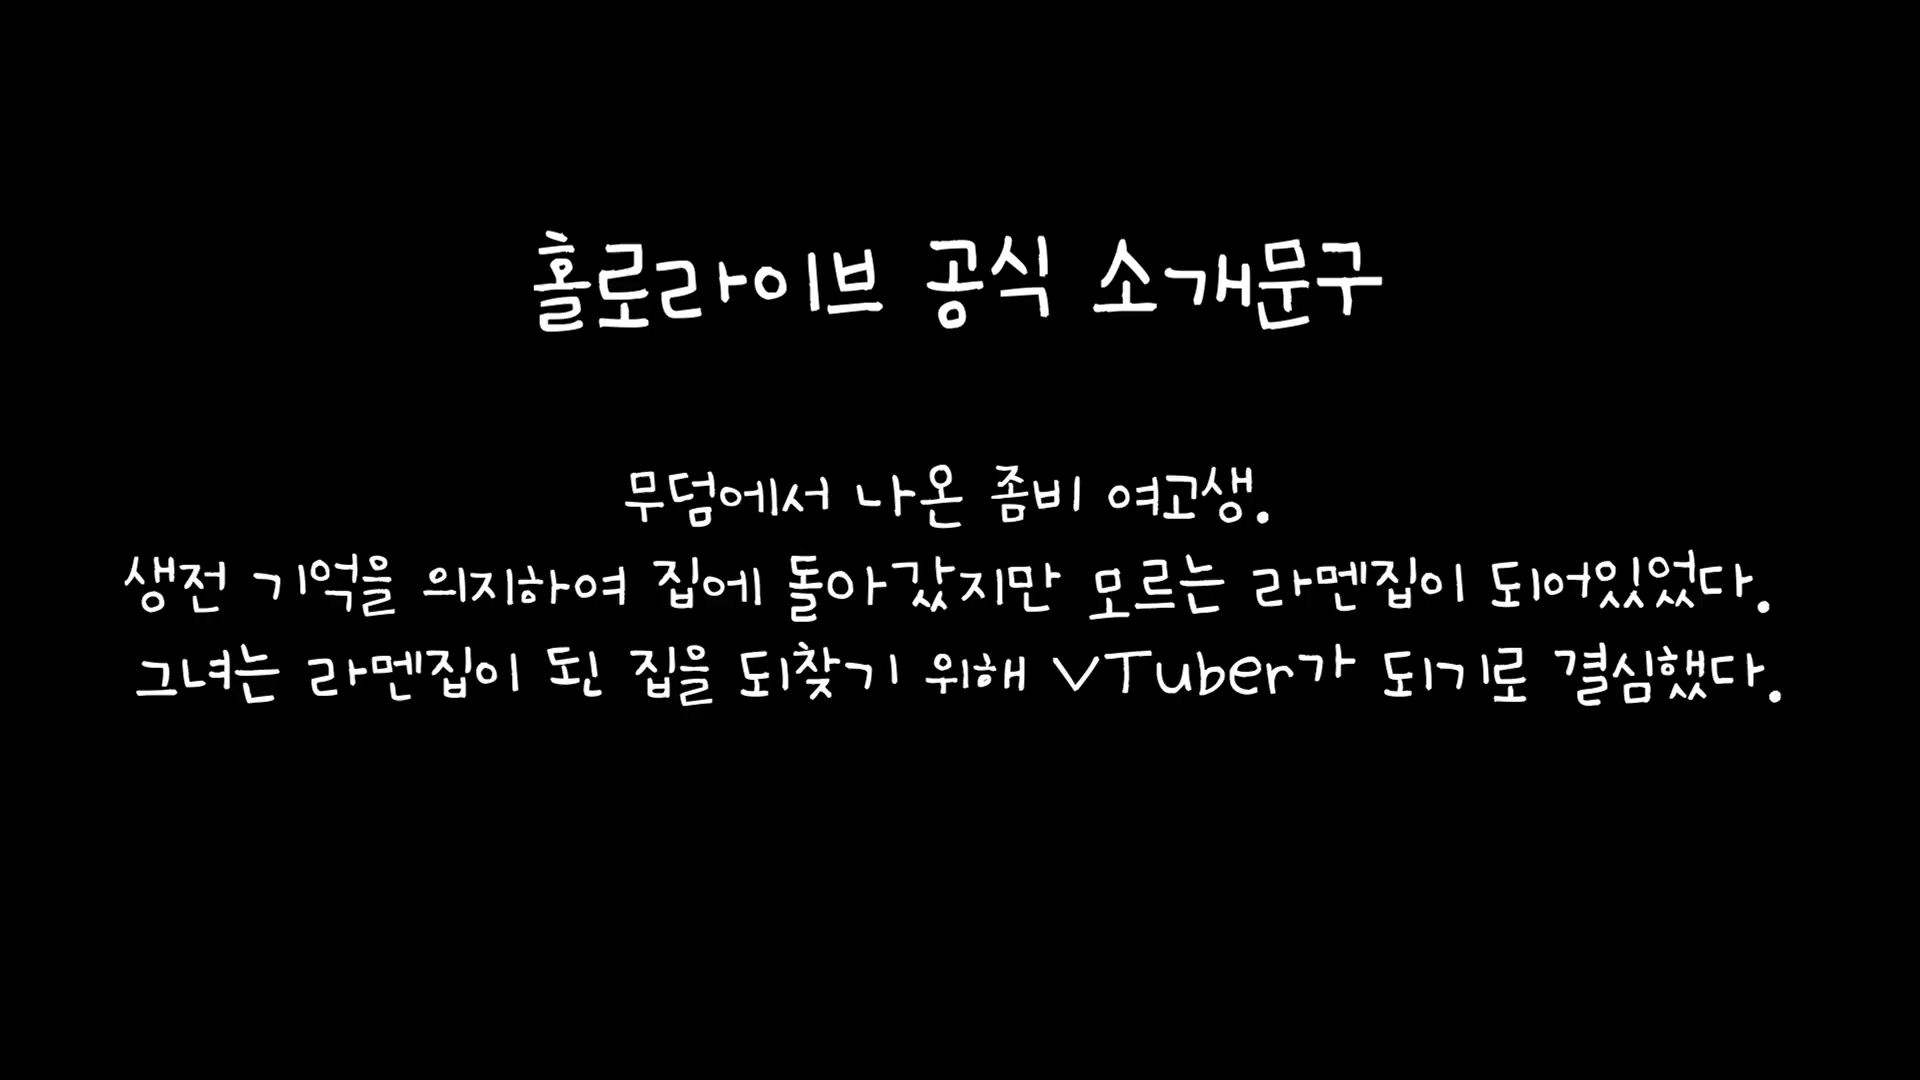 홀로라이브 공식 소개문구
무덤에서 나온 좀비 여고생.
생전 기억을 의지하여 집에 돌아갔지만 모르는 라멘집이 되어있었다.
그녀는 라멘집이 된 집을 되찾기 위해 VTuber가 되기로 결심했다.